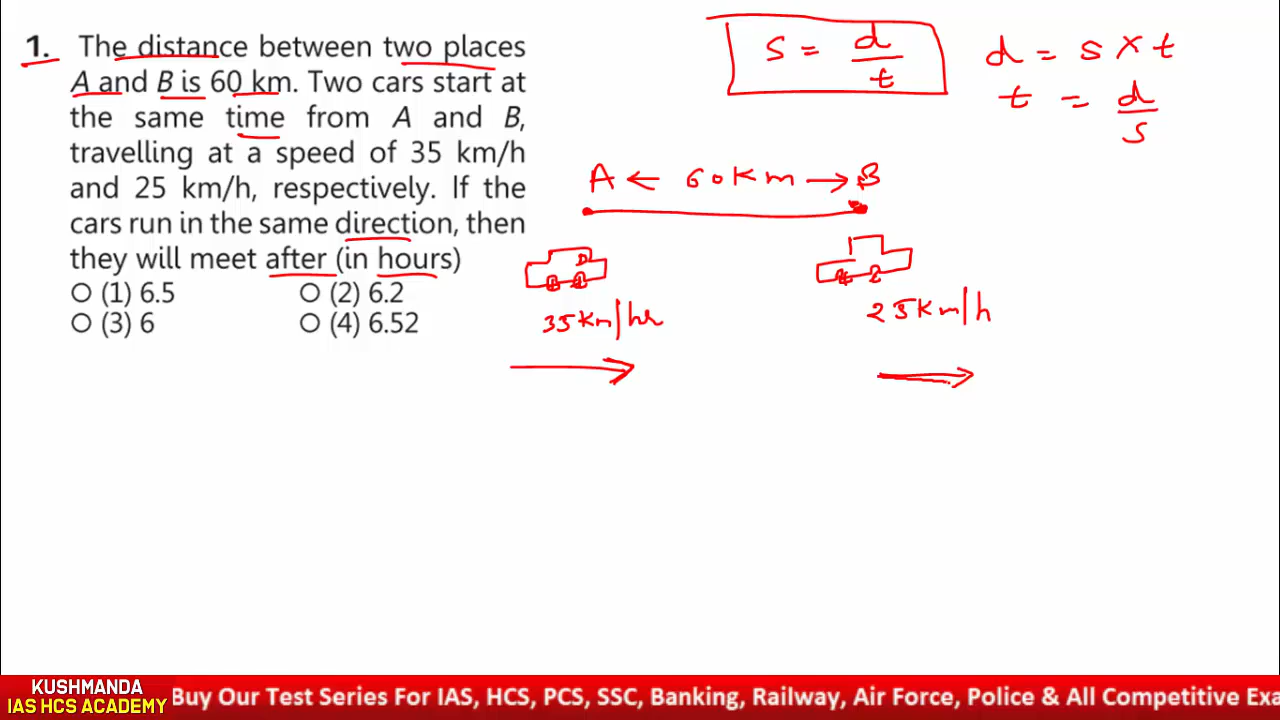 1. The distance between two places
A and B is 60 km. Two cars start at
the same time from A and B,
travelling at a speed of 35 km/h
and 25 km/h, respectively. If the
cars run in the same direction, then
they will meet after (in hours)
(1) 6.5 (2) 6.2
(3) 6 (4) 6.52
S = d/t
d = s × t
t = d/s
A ← 60Km → B
35Km/hr
25Km/h
KUSHMANDA
IAS HCS ACADEMY
Buy Our Test Series For IAS, HCS, PCS, SSC, Banking, Railway, Air Force, Police & All Competitive Exa